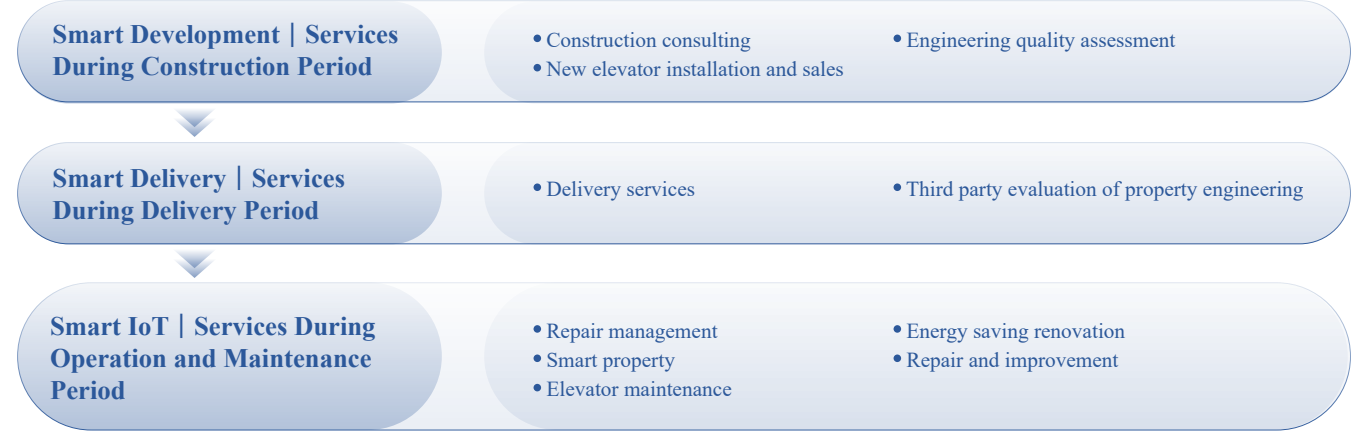 Smart Development | Services
During Construction Period
• Construction consulting
• New elevator installation and sales
• Engineering quality assessment
Smart Delivery | Services
During Delivery Period
• Delivery services
• Third party evaluation of property engineering
Smart IoT | Services During
Operation and Maintenance
Period
• Repair management
• Smart property
• Elevator maintenance
• Energy saving renovation
• Repair and improvement